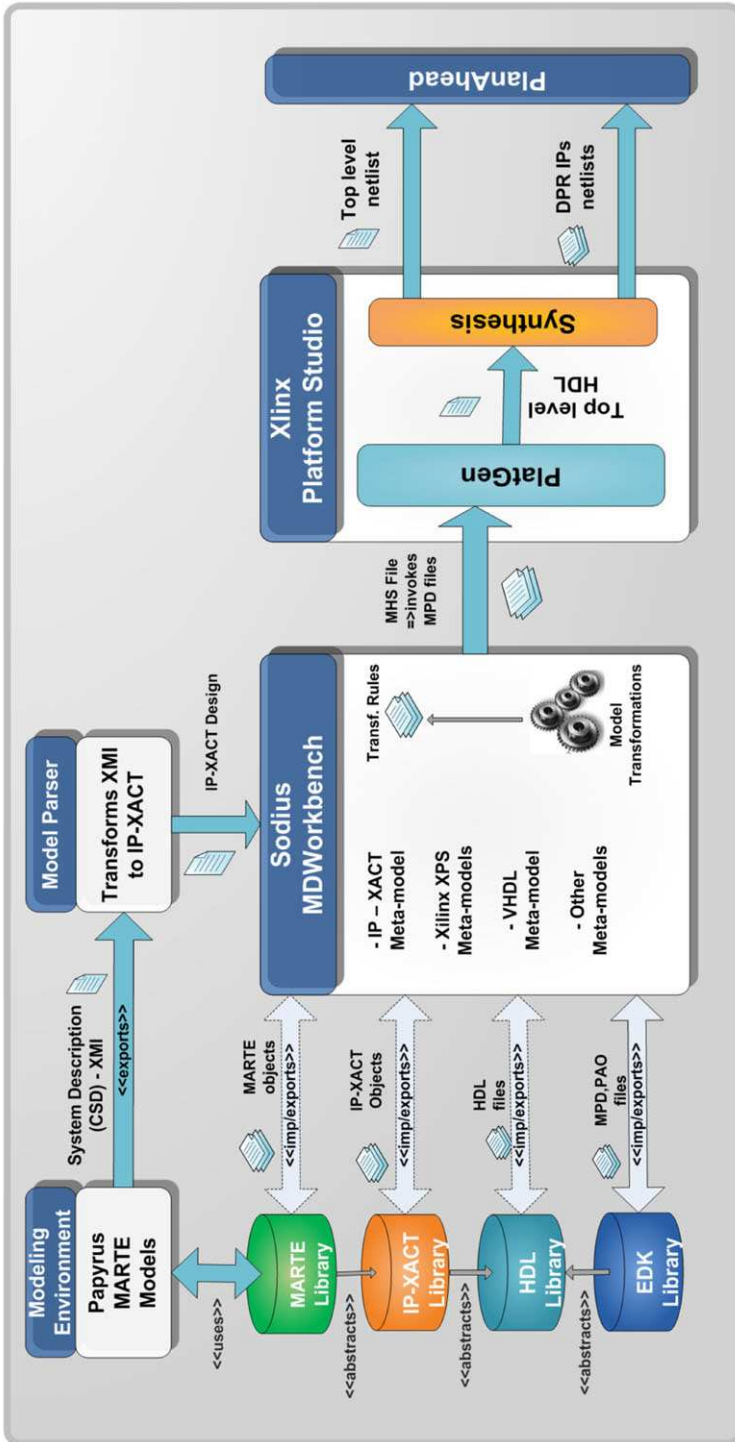 Modeling
Environment
Papyrus
MARTE
Models
System Description
(CSD) - XMI
<<exports>>
Model Parser
Transforms XMI
to IP-XACT
IP-XACT Design
<<uses>>
MARTE
Library
<<abstracts>>
IP-XACT
Library
<<abstracts>>
HDL
Library
<<abstracts>>
EDK
Library
MARTE
objects
<<imp/exports>>
IP-XACT
Objects
<<imp/exports>>
HDL
files
<<imp/exports>>
MPD,PAO
files
<<imp/exports>>
Sodius
MDWorkbench
- IP – XACT
Meta-model
- Xilinx XPS
Meta-models
- VHDL
Meta-model
- Other
Meta-models
Transf. Rules
Model
Transformations
MHS File
=>invokes
MPD files
Xlinx
Platform Studio
PlatGen
Top level
HDL
Synthesis
Top level
netlist
DPR IPs
netlists
PlanAhead